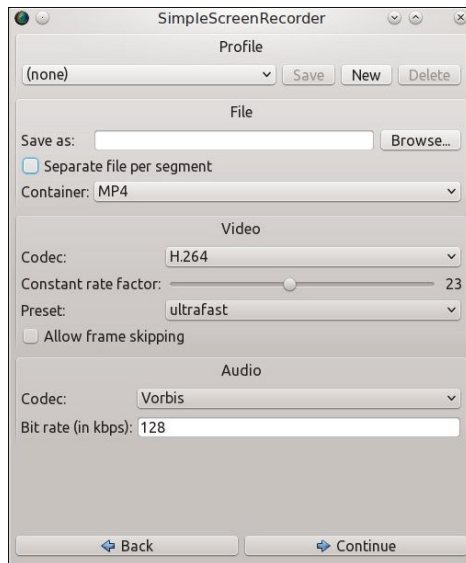 SimpleScreenRecorder
Profile
(none) Save New Delete
File
Save as: Browse...
Separate file per segment
Container: MP4
Video
Codec: H.264
Constant rate factor: 23
Preset: ultrafast
Allow frame skipping
Audio
Codec: Vorbis
Bit rate (in kbps): 128
Back Continue